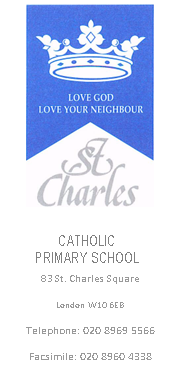 LOVE GOD
LOVE YOUR NEIGHBOUR
St
Charles
CATHOLIC
PRIMARY SCHOOL
83 St. Charles Square
London W10 6EB
Telephone: 020 8969 5566
Facsimile: 020 8960 4338